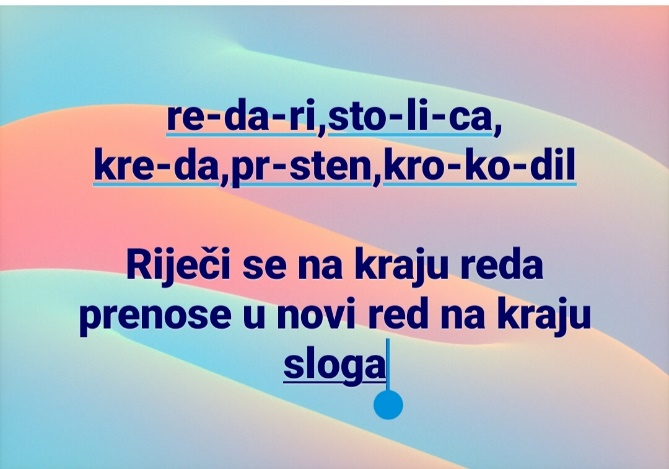 re-da-ri,sto-li-ca,
kre-da,pr-sten,kro-ko-dil
Riječi se na kraju reda
prenose u novi red na kraju
sloga